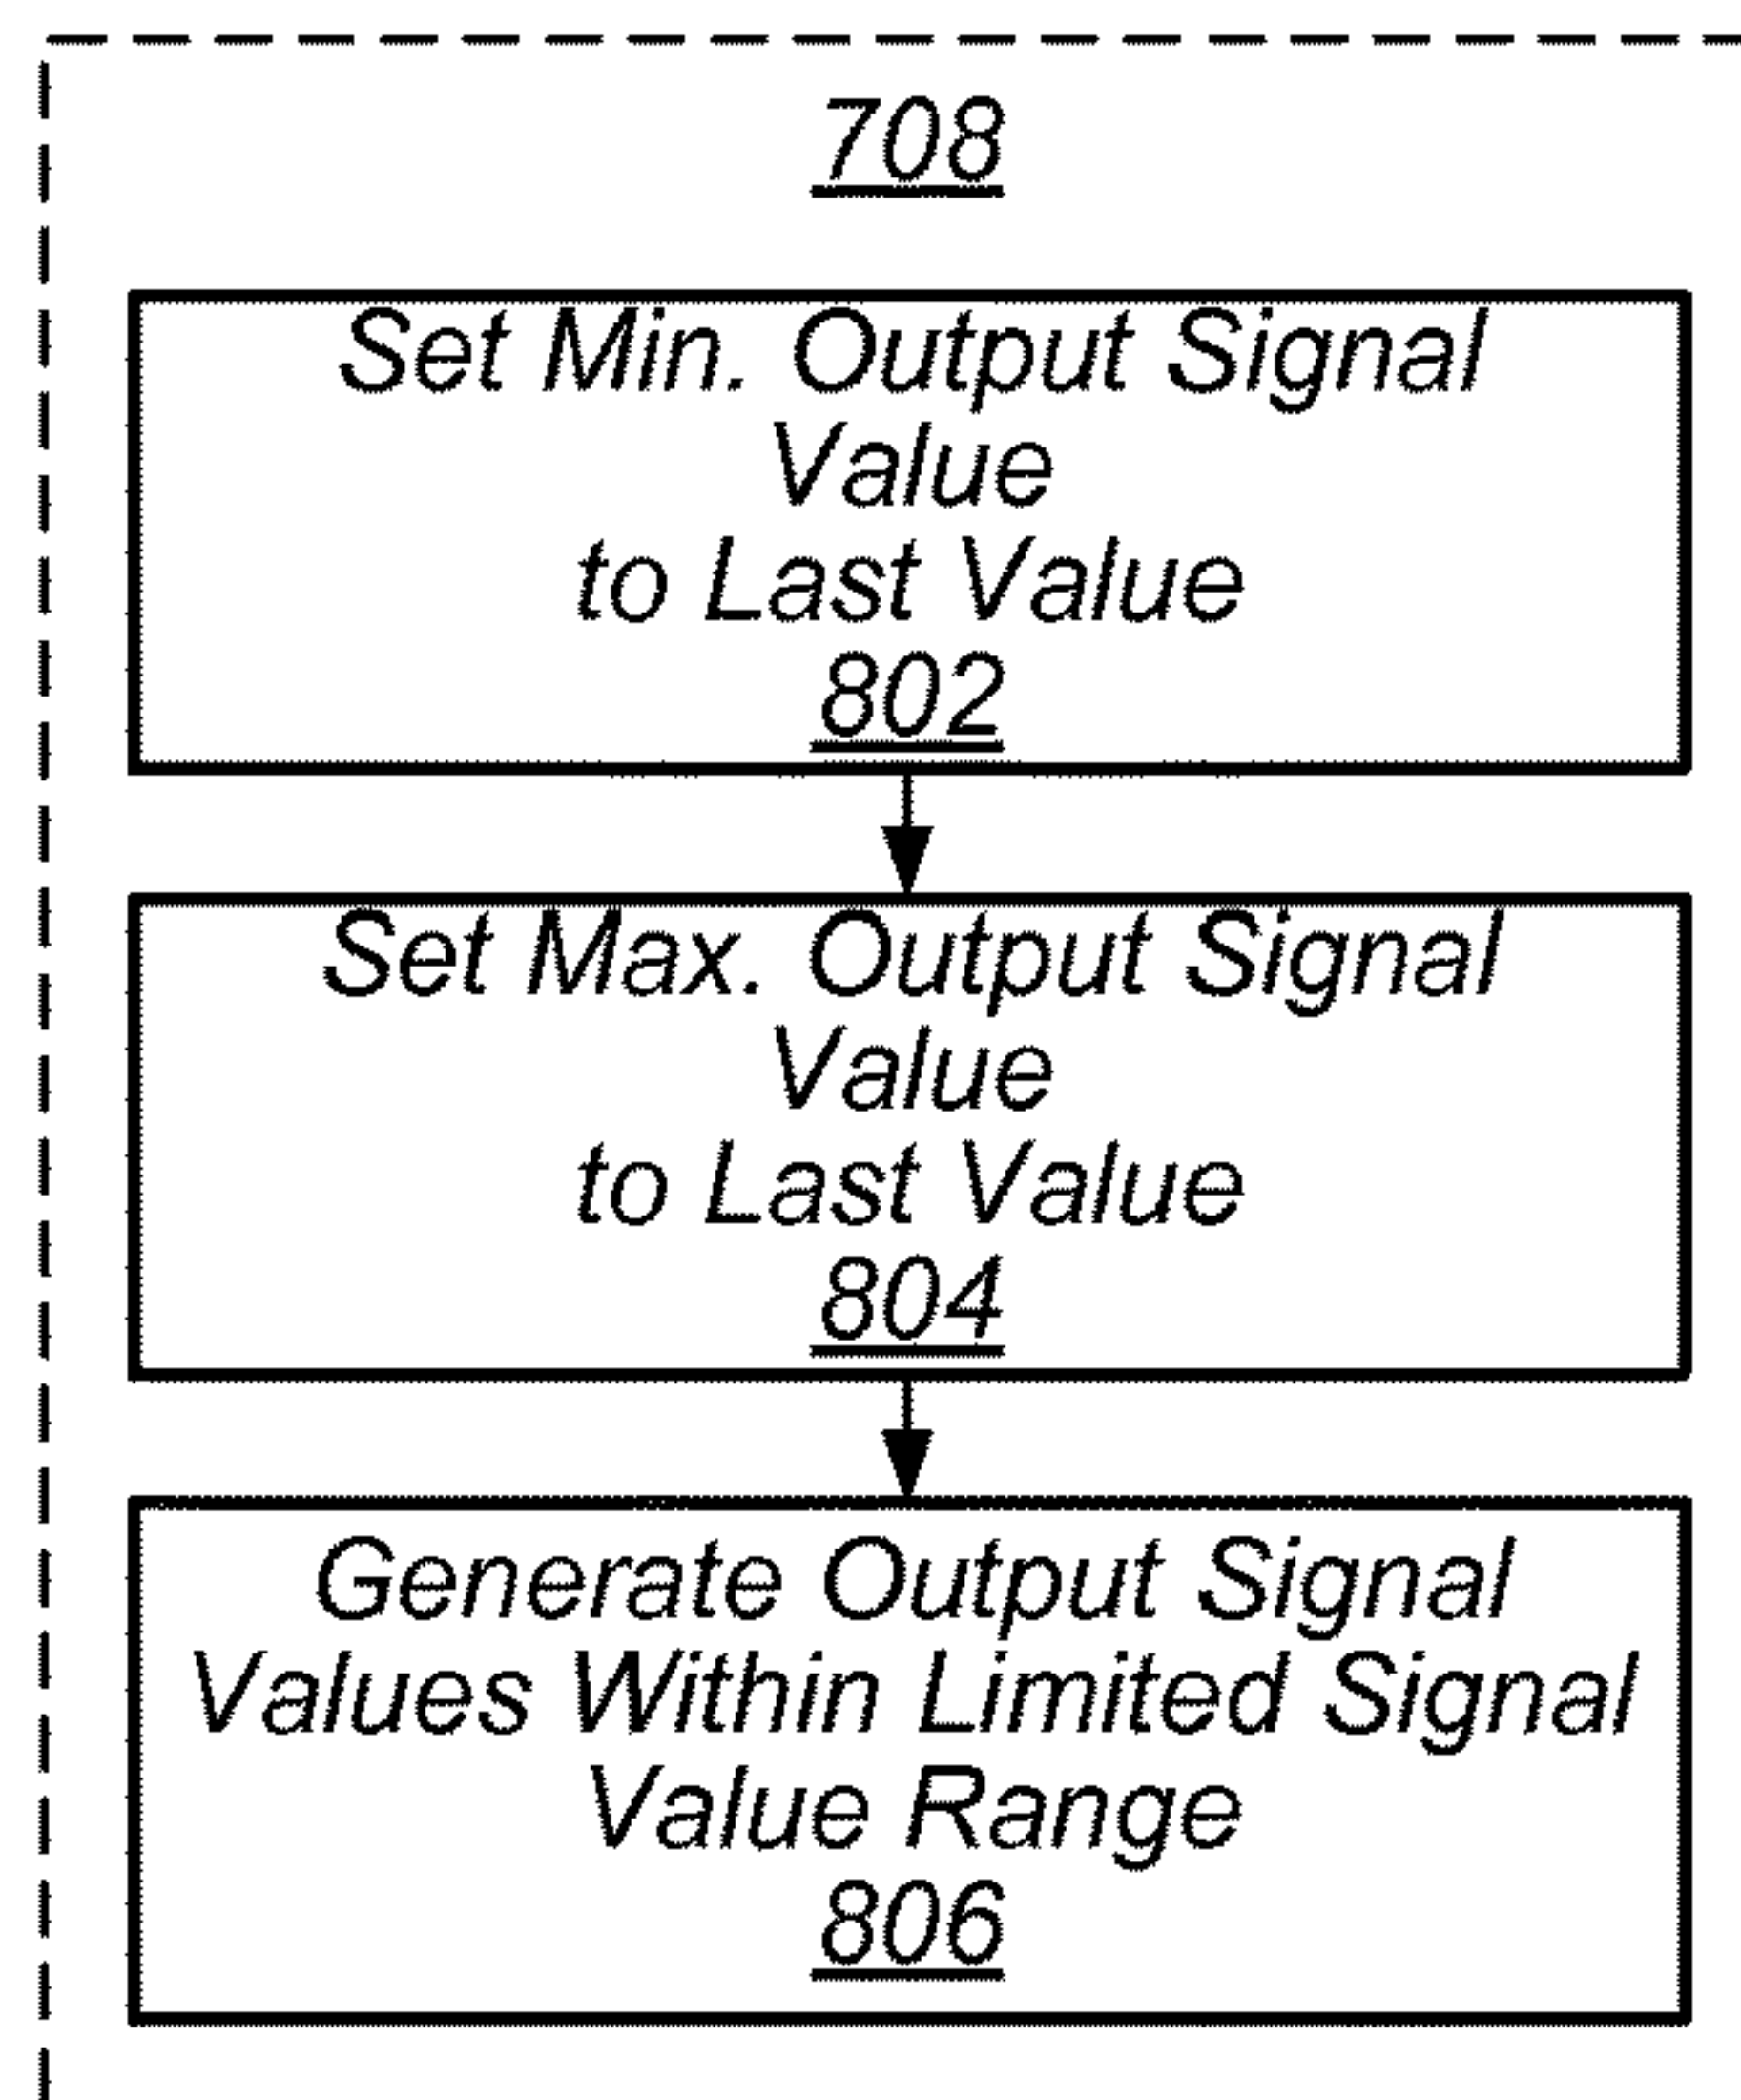 708
Set Min. Output Signal
Value
to Last Value
802
Set Max. Output Signal
Value
to Last Value
804
Generate Output Signal
Values Within Limited Signal
Value Range
806